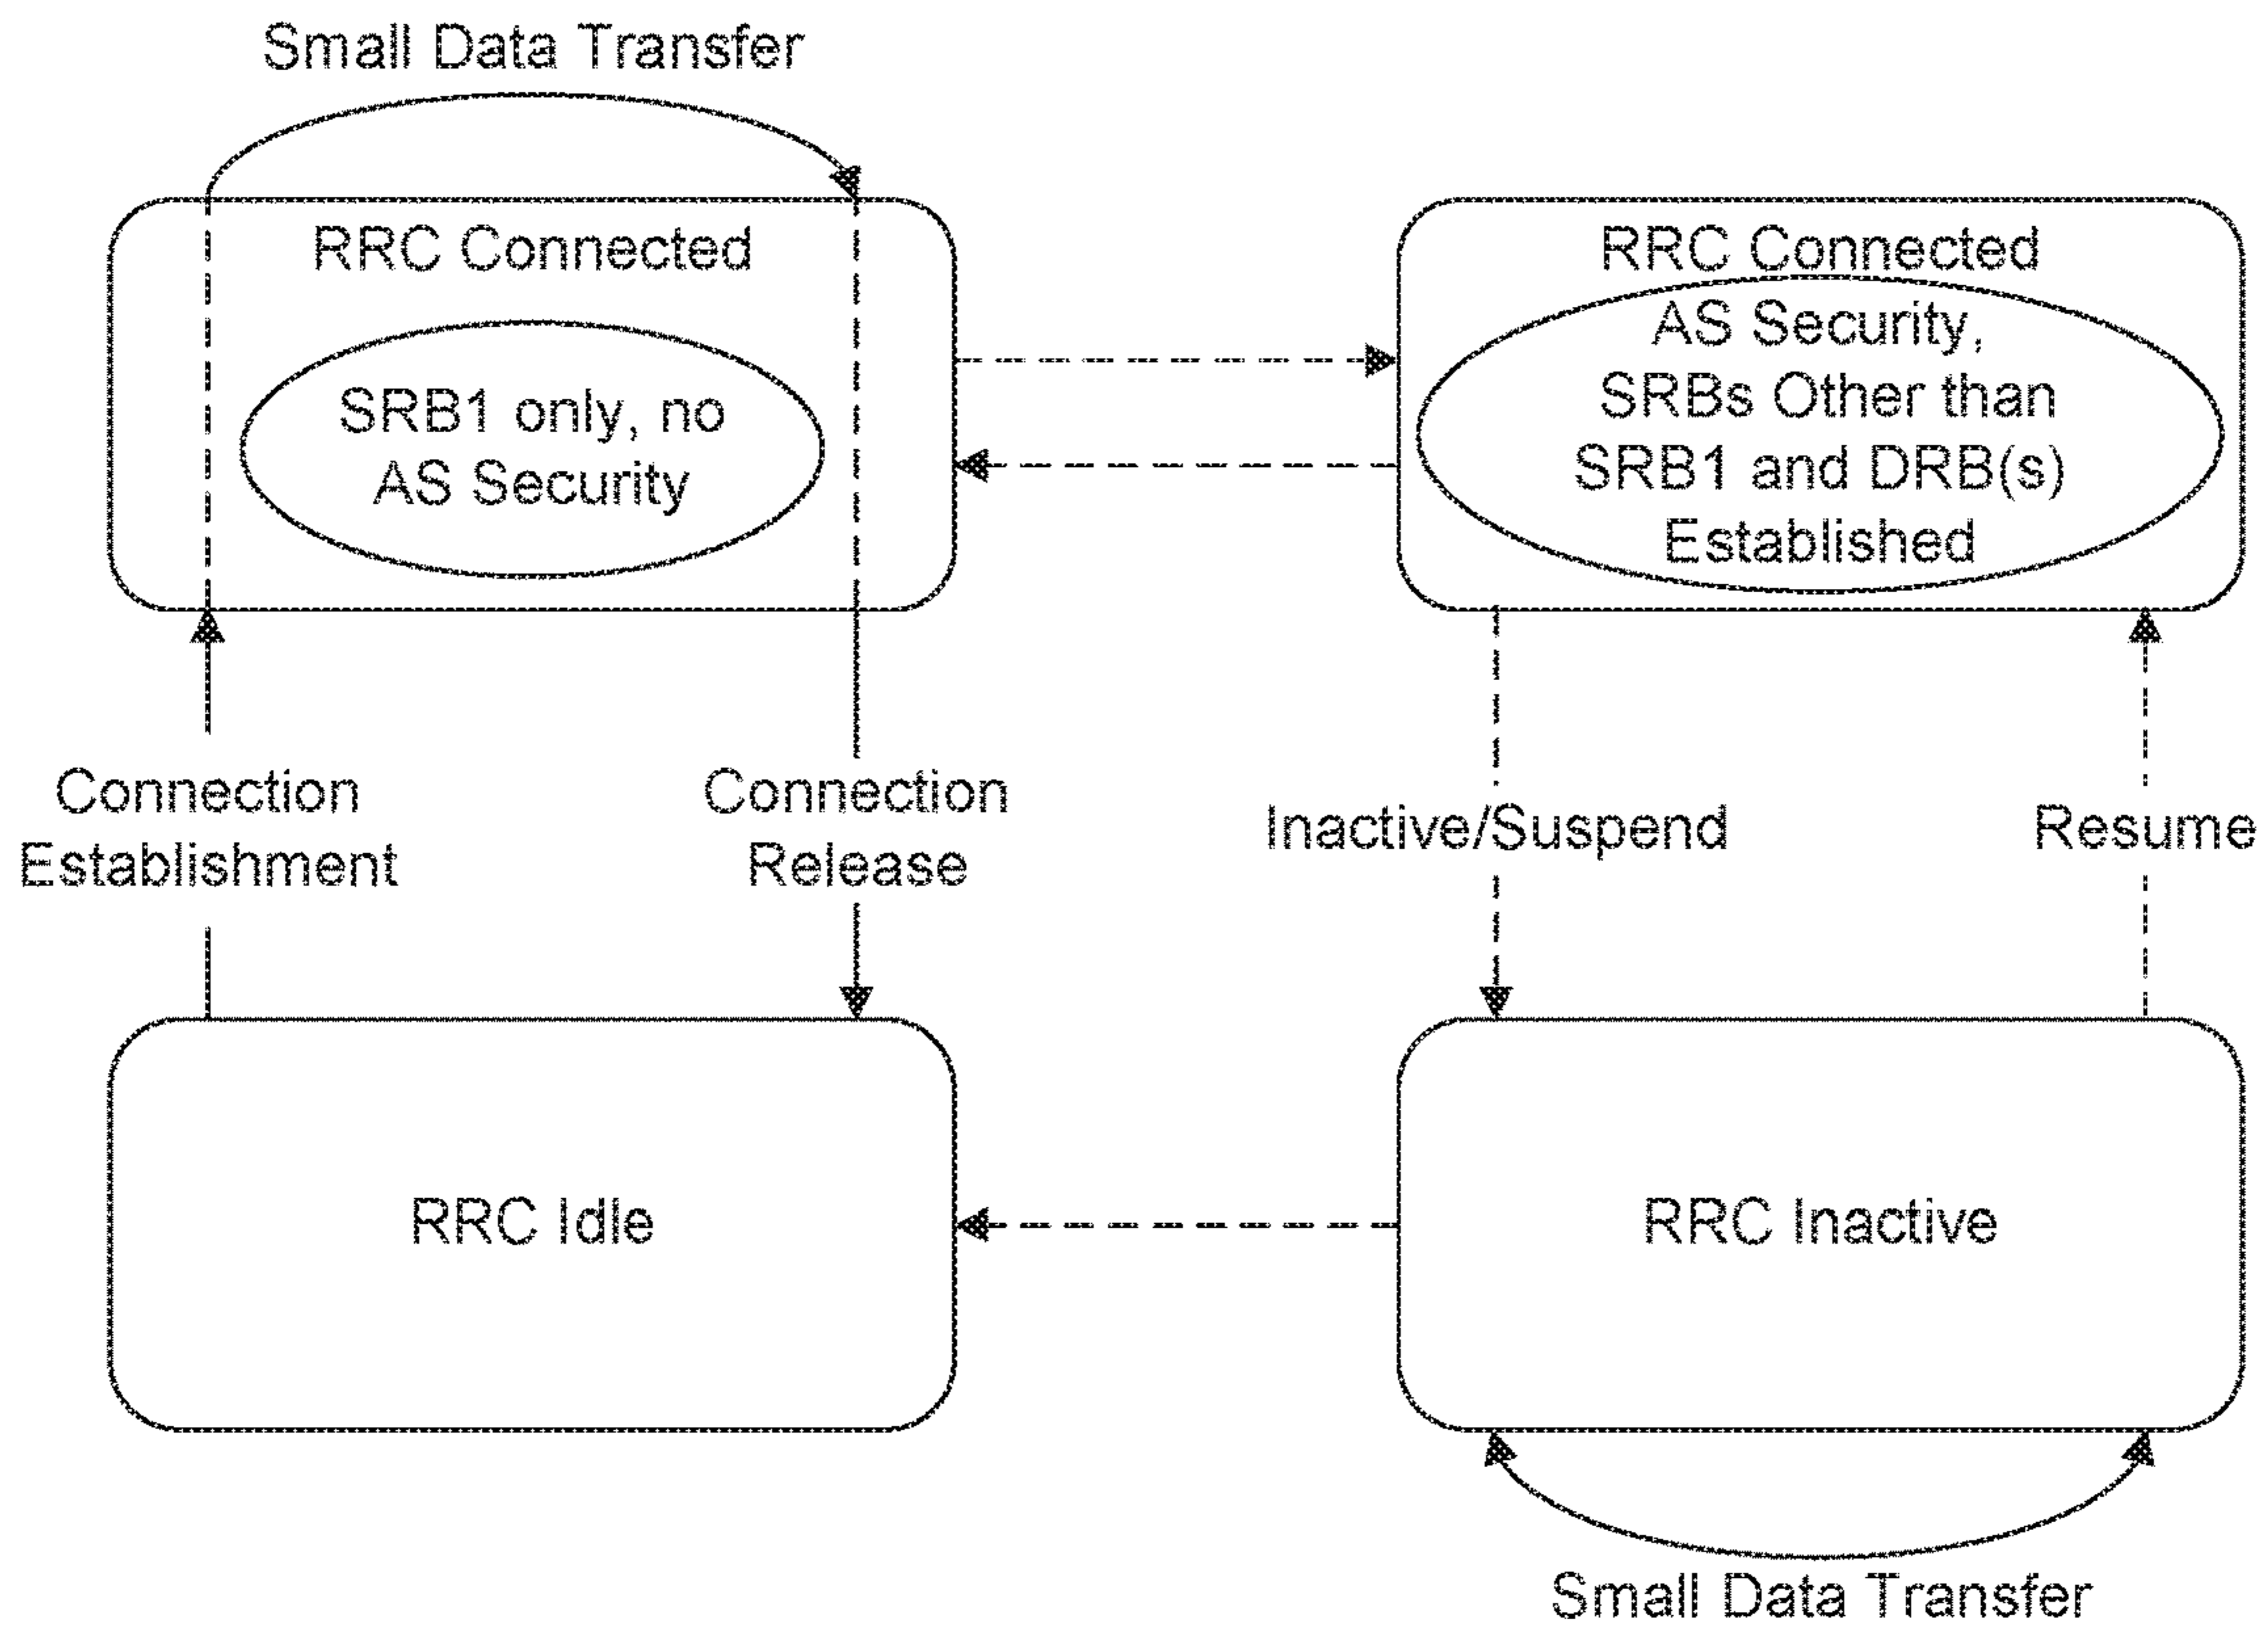 Small Data Transfer
RRC Connected
SRB1 only, no
AS Security
RRC Connected
AS Security,
SRBs Other than
SRB1 and DRB(s)
Established
Connection
Establishment
Connection
Release
Inactive/Suspend
Resume
RRC Idle
RRC Inactive
Small Data Transfer